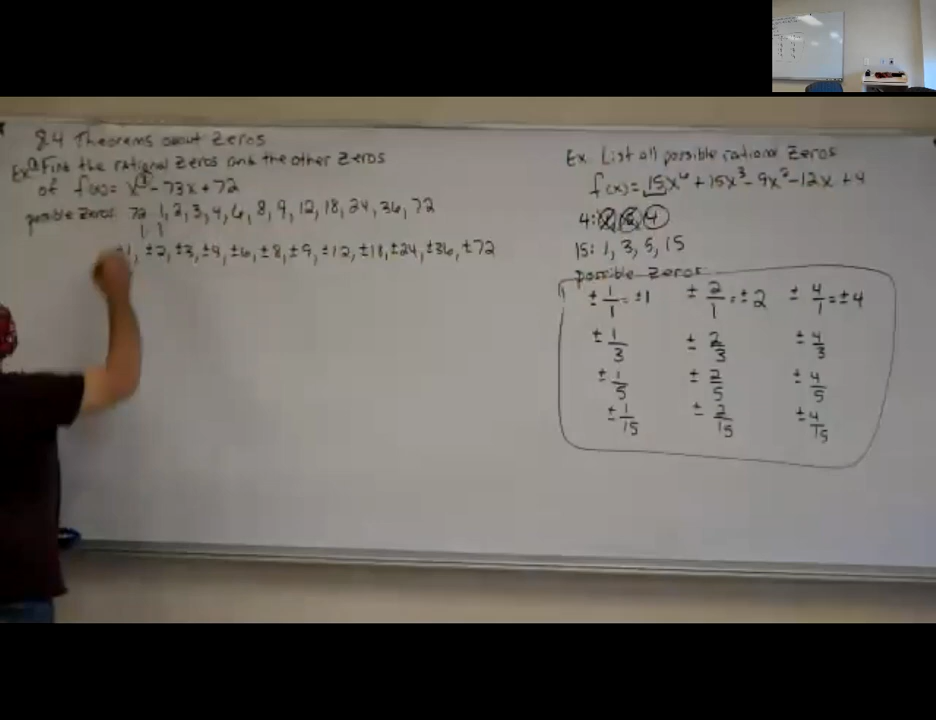 8.4 Theorems about Zeros
Ex Find the rational zeros and the other zeros
of f(x)= x³ - 73x + 72
possible zeros: 72 1, 2, 3, 4, 6, 8, 9, 12, 18, 24, 36, 72
1 1
±1, ±2, ±3, ±4, ±6, ±8, ±9, ±12, ±18, ±24, ±36, ±72
Ex. List all possible rational zeros
f(x)= 15x⁶ + 15x³ - 9x² - 12x + 4
4: 1, 2, 4
15: 1, 3, 5, 15
possible zeros
± 1/1 = ±1 ± 2/1 = ±2 ± 4/1 = ±4
± 1/3 ± 2/3 ± 4/3
± 1/5 ± 2/5 ± 4/5
± 1/15 ± 2/15 ± 4/15